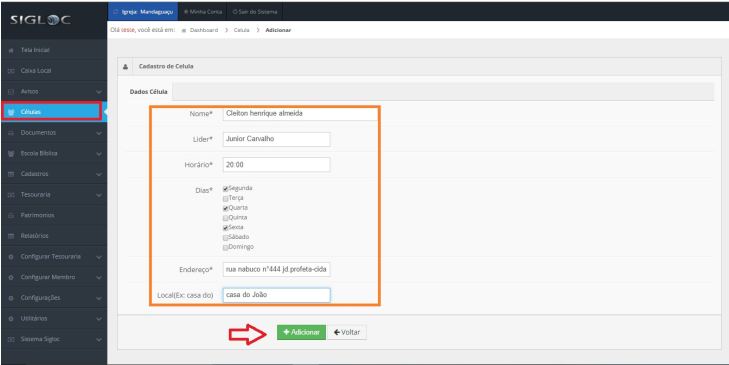 SIGLOC
Igreja: Mandaguaçu
Minha Conta
Sair do Sistema
Olá sesse, você está em: Dashboard > Celula > Adicionar
Tela Inicial
Caixa Local
Avisos
Células
Documentos
Escola Bíblica
Cadastros
Tesouraria
Patrimonios
Relatórios
Configurar Tesouraria
Configurar Membro
Configurações
Utilitários
Sistema Sigloc
Cadastro de Celula
Dados Célula
Nome* Cleiton henrique almeida
Lider* Junior Carvalho
Horário* 20:00
Dias* Segunda
Terça
Quarta
Quinta
Sexta
Sábado
Domingo
Endereço* rua nabuco n°444 jd.profeta-cida
Local(Ex: casa do) casa do João
+ Adicionar
Voltar